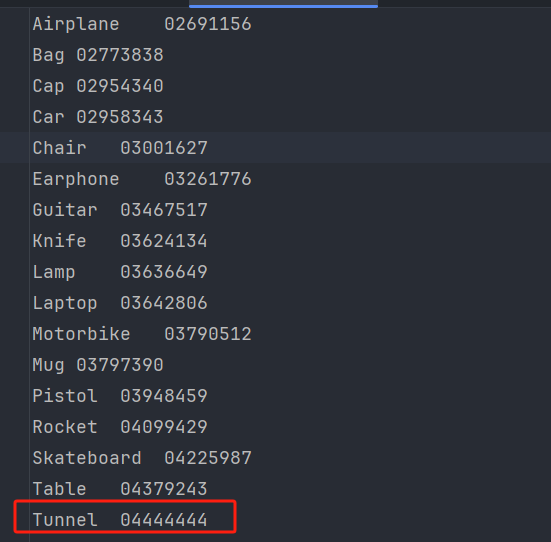 Airplane	02691156
Bag	02773838
Cap	02954340
Car	02958343
Chair	03001627
Earphone	03261776
Guitar	03467517
Knife	03624134
Lamp	03636649
Laptop	03642806
Motorbike	03790512
Mug	03797390
Pistol	03948459
Rocket	04099429
Skateboard	04225987
Table	04379243
Tunnel	04444444